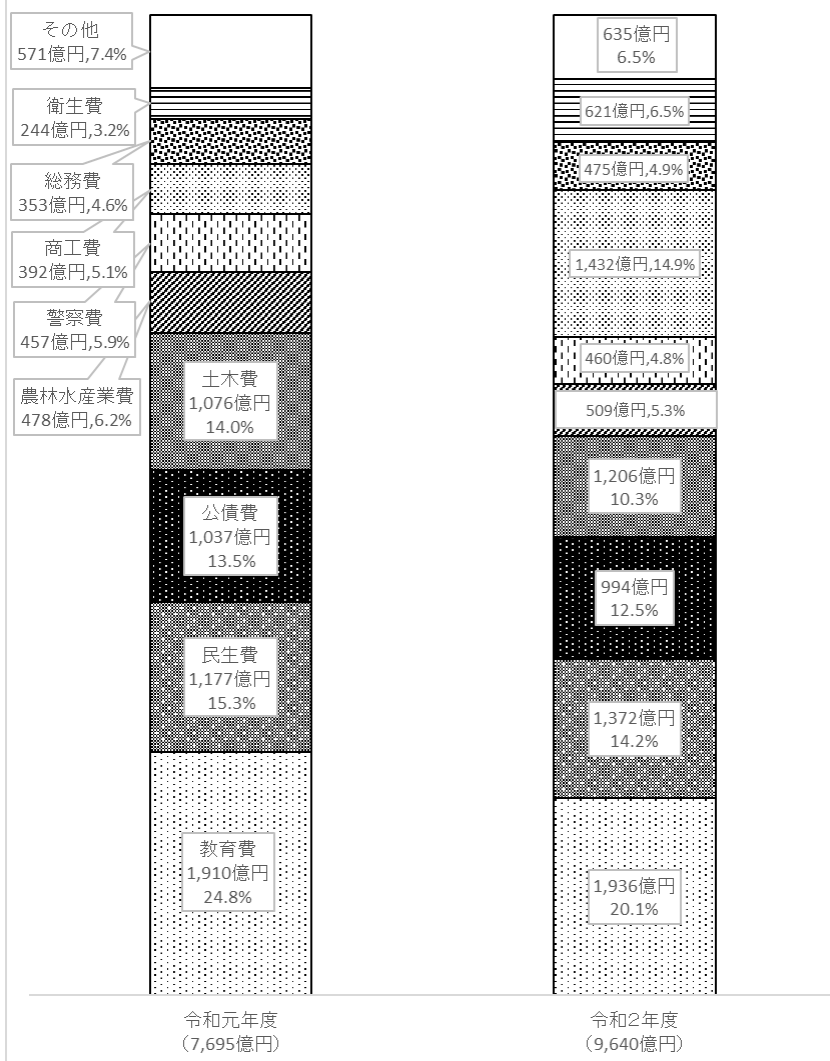 その他
571億円,7.4%
衛生費
244億円,3.2%
総務費
353億円,4.6%
商工費
392億円,5.1%
警察費
457億円,5.9%
農林水産業費
478億円,6.2%
土木費
1,076億円
14.0%
公債費
1,037億円
13.5%
民生費
1,177億円
15.3%
教育費
1,910億円
24.8%
令和元年度
(7,695億円)
635億円
6.5%
621億円,6.5%
475億円,4.9%
1,432億円,14.9%
460億円,4.8%
509億円,5.3%
1,206億円
10.3%
994億円
12.5%
1,372億円
14.2%
1,936億円
20.1%
令和2年度
(9,640億円)